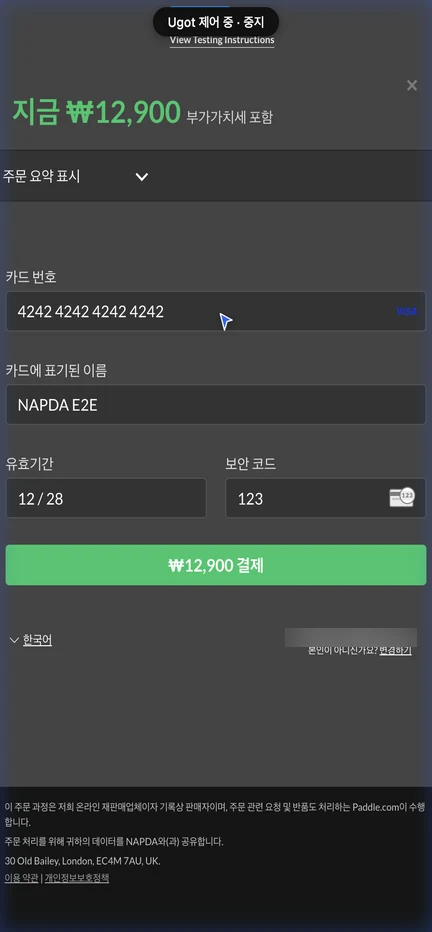 Ugot 제어 중 · 중지
View Testing Instructions
×
지금 ₩12,900 부가가치세 포함
주문 요약 표시
카드 번호
4242 4242 4242 4242
VISA
카드에 표기된 이름
NAPDA E2E
유효기간
보안 코드
12 / 28
123
123
₩12,900 결제
한국어
본인이 아니신가요? 변경하기
이 주문 과정은 저희 온라인 재판매업체이자 기록상 판매자이며, 주문 관련 요청 및 반품도 처리하는 Paddle.com이 수행
합니다.
주문 처리를 위해 귀하의 데이터를 NAPDA와(과) 공유합니다.
30 Old Bailey, London, EC4M 7AU, UK.
이용 약관 | 개인정보보호정책